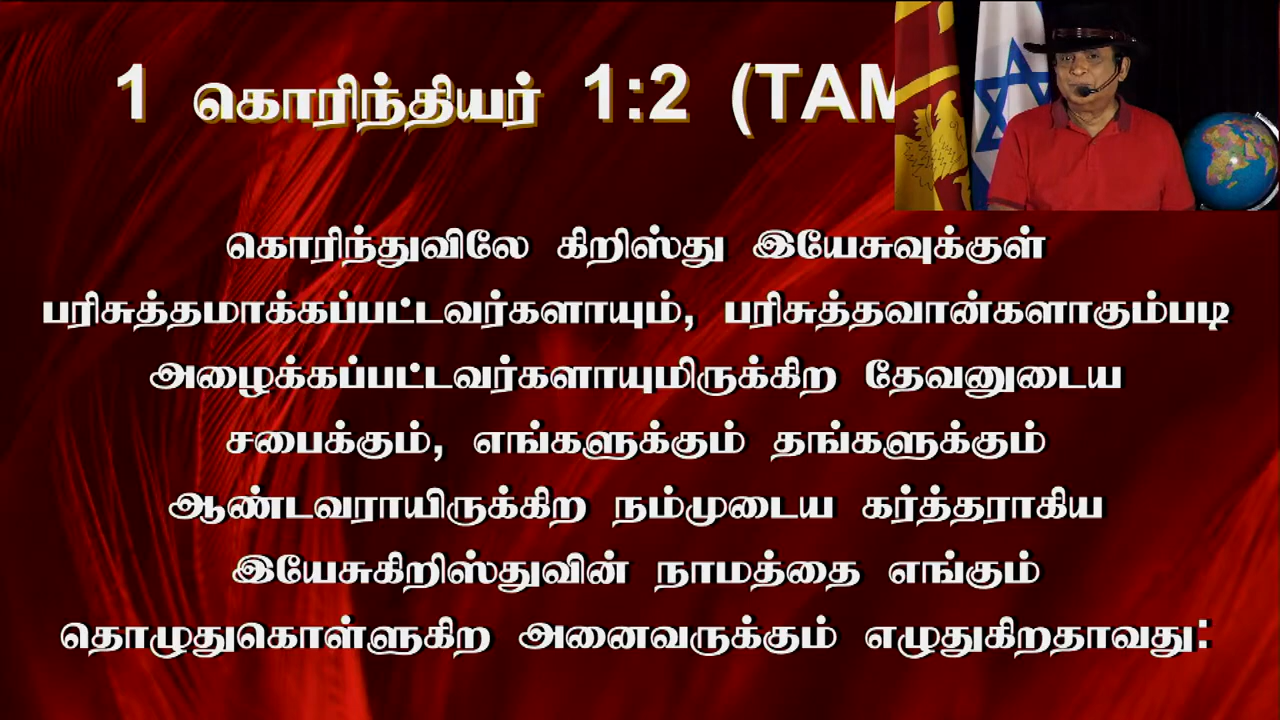 1 கொரிந்தியர் 1:2 (TAM
கொரிந்துவிலே கிறிஸ்து இயேசுவுக்குள்
பரிசுத்தமாக்கப்பட்டவர்களாயும், பரிசுத்தவான்களாகும்படி
அழைக்கப்பட்டவர்களாயுமிருக்கிற தேவனுடைய
சபைக்கும், எங்களுக்கும் தங்களுக்கும்
ஆண்டவராயிருக்கிற நம்முடைய கர்த்தராகிய
இயேசுகிறிஸ்துவின் நாமத்தை எங்கும்
தொழுதுகொள்ளுகிற அனைவருக்கும் எழுதுகிறதாவது: